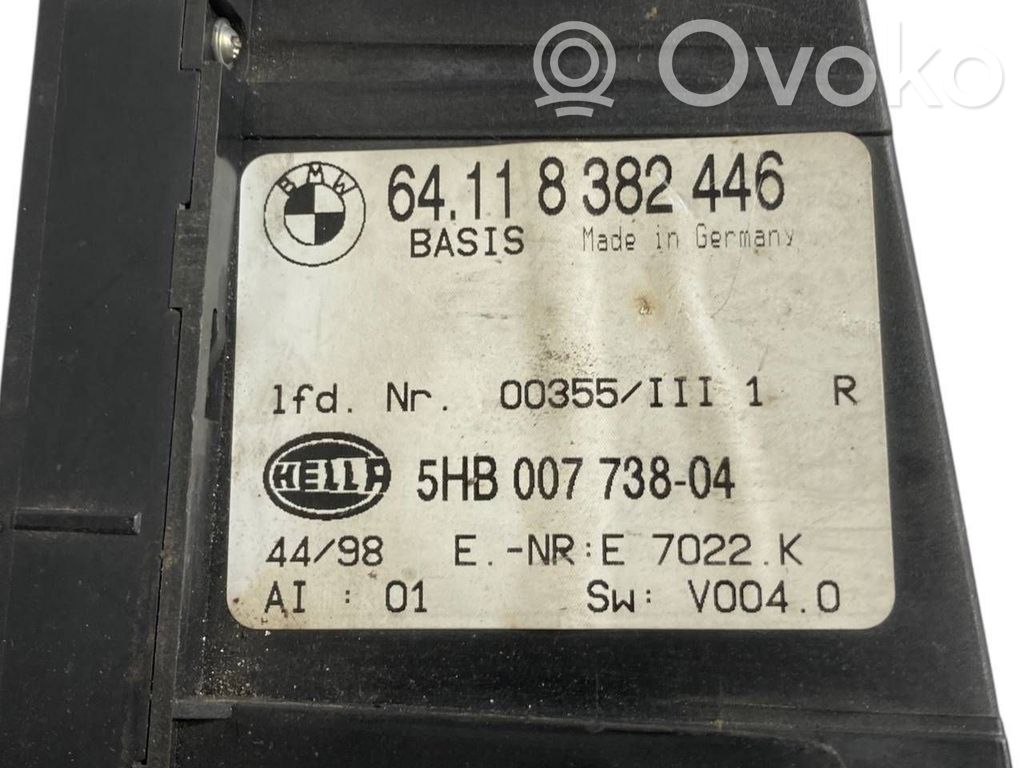 Ovoko
BMW
64.11 8 382 446
BASIS Made in Germany
lfd. Nr. 00355/III 1 R
HELLA
5HB 007 738-04
44/98 E.-NR:E 7022.K
AI : 01 Sw: V004.0